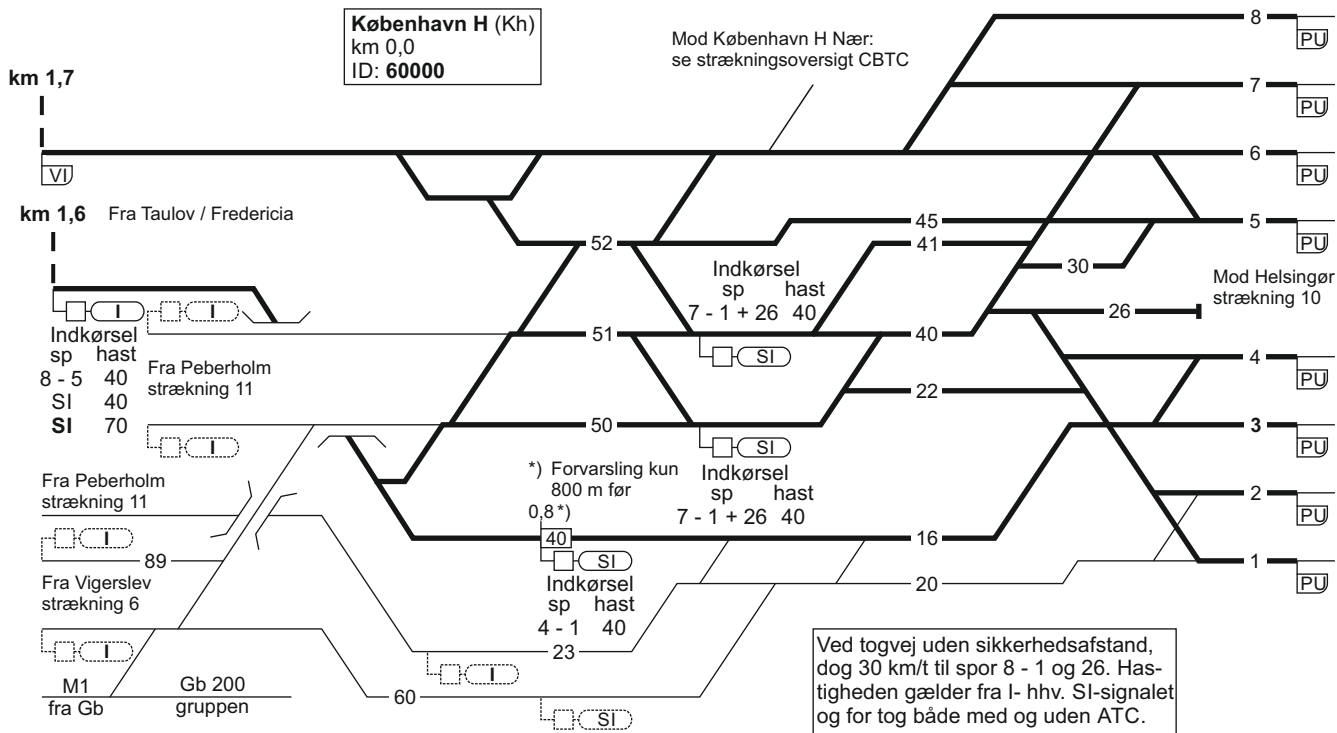 København H (Kh)
km 0,0
ID: 60000
Mod København H Nær:
se strækningsoversigt CBTC
8
PU
km 1,7
7
PU
6
PU
VI
km 1,6
Fra Taulov / Fredericia
45
5
PU
52
41
Indkørsel
sp hast
7 - 1 + 26 40
30
Mod Helsingør
strækning 10
I
I
26
Indkørsel
sp hast
8 - 5 40
SI 40
SI 70
51
40
SI
4
PU
Fra Peberholm
strækning 11
22
50
3
PU
I
SI
*) Forvarsling kun
800 m før
0,8 *)
Indkørsel
sp hast
7 - 1 + 26 40
Fra Peberholm
strækning 11
2
PU
I
40
16
SI
89
1
PU
Fra Vigerslev
strækning 6
Indkørsel
sp hast
4 - 1 40
20
I
23
I
M1
fra Gb
Gb 200
gruppen
60
SI
Ved togvej uden sikkerhedsafstand,
dog 30 km/t til spor 8 - 1 og 26. Has-
tigheden gælder fra I- hhv. SI-signalet
og for tog både med og uden ATC.